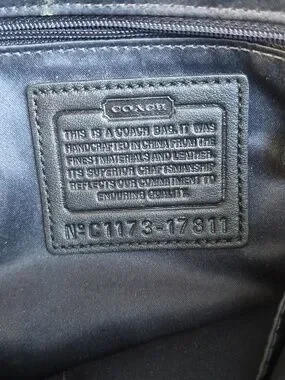 COACH
THIS IS A COACH BAG. IT WAS
HANDCRAFTED IN CHINA FROM THE
FINEST MATERIALS AND LEATHER.
ITS SUPERIOR CRAFTSMANSHIP
REFLECTS OUR COMMITMENT TO
ENDURING QUALITY.
Nº C1173-17811